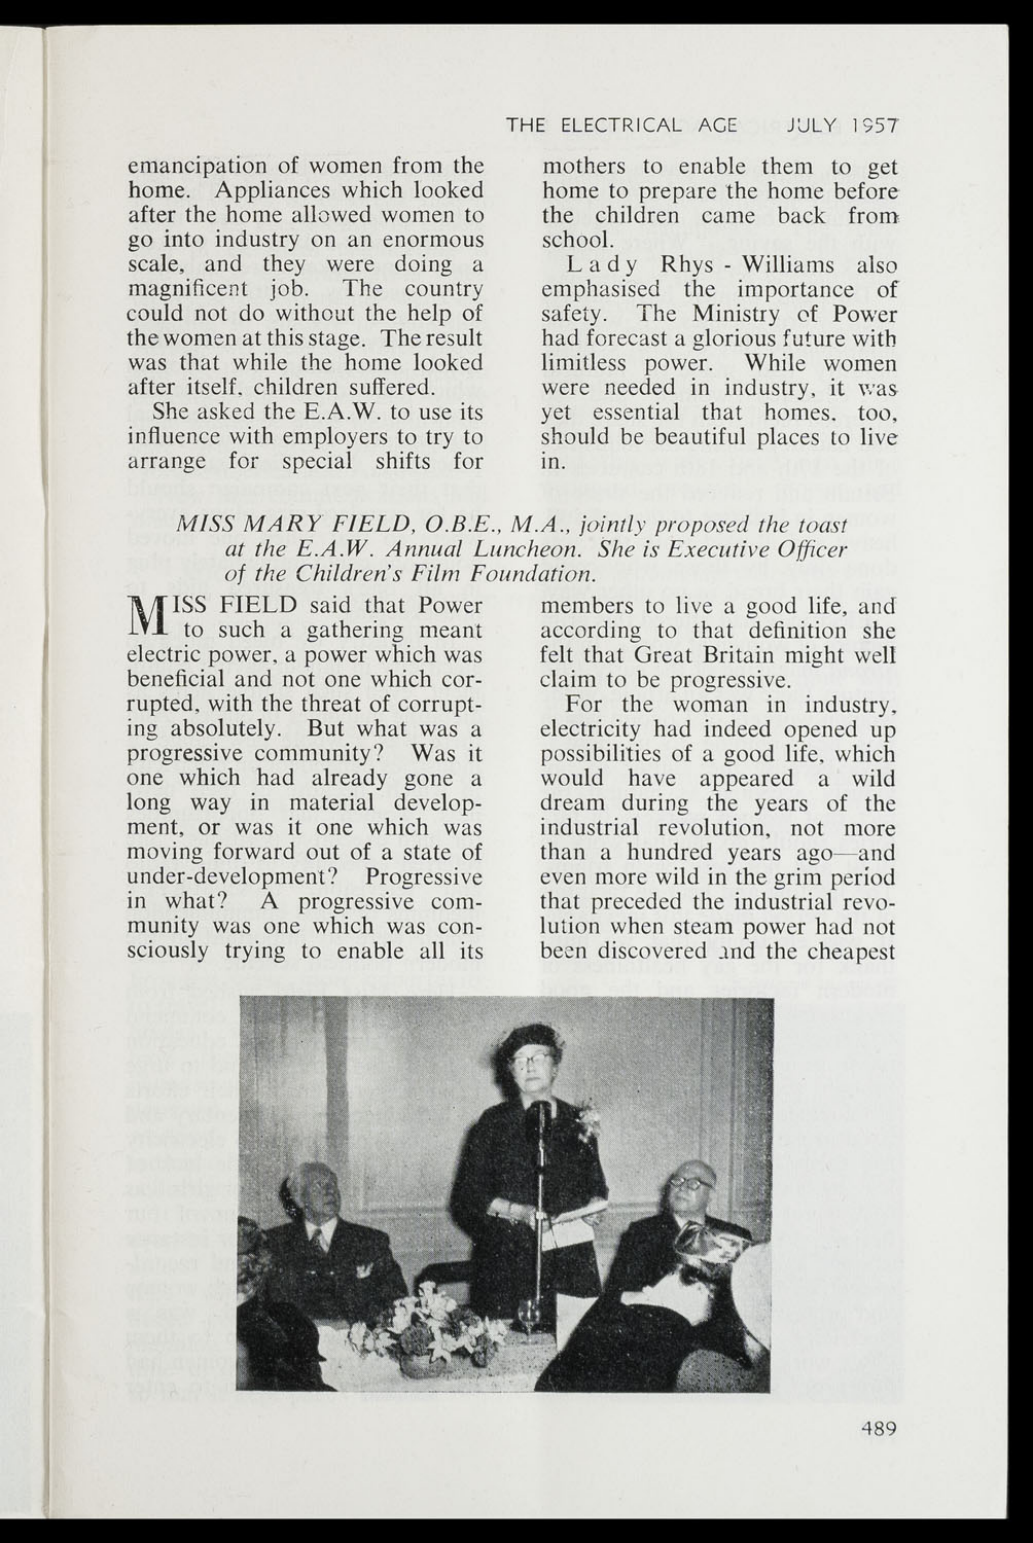 THE ELECTRICAL AGE JULY 1957
emancipation of women from the
home. Appliances which looked
after the home allowed women to
go into industry on an enormous
scale, and they were doing a
magnificent job. The country
could not do without the help of
the women at this stage. The result
was that while the home looked
after itself, children suffered.
She asked the E.A.W. to use its
influence with employers to try to
arrange for special shifts for
mothers to enable them to get
home to prepare the home before
the children came back from
school.
Lady Rhys - Williams also
emphasised the importance of
safety. The Ministry of Power
had forecast a glorious future with
limitless power. While women
were needed in industry, it was
yet essential that homes, too,
should be beautiful places to live
in.
MISS MARY FIELD, O.B.E., M.A., jointly proposed the toast
at the E.A.W. Annual Luncheon. She is Executive Officer
of the Children's Film Foundation.
MISS FIELD said that Power
to such a gathering meant
electric power, a power which was
beneficial and not one which cor-
rupted, with the threat of corrupt-
ing absolutely. But what was a
progressive community? Was it
one which had already gone a
long way in material develop-
ment, or was it one which was
moving forward out of a state of
under-development? Progressive
in what? A progressive com-
munity was one which was con-
sciously trying to enable all its
members to live a good life, and
according to that definition she
felt that Great Britain might well
claim to be progressive.
For the woman in industry,
electricity had indeed opened up
possibilities of a good life, which
would have appeared a wild
dream during the years of the
industrial revolution, not more
than a hundred years ago—and
even more wild in the grim period
that preceded the industrial revo-
lution when steam power had not
been discovered and the cheapest
489